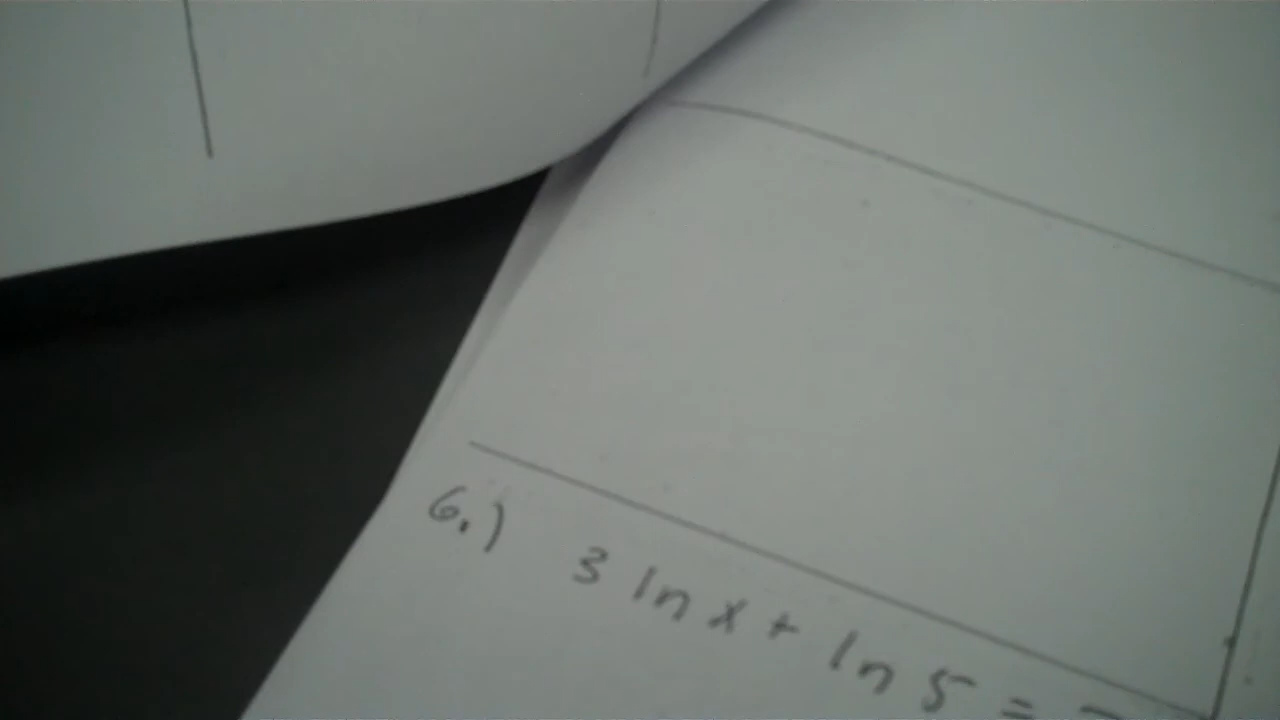 6.) 3 ln x + ln 5 =